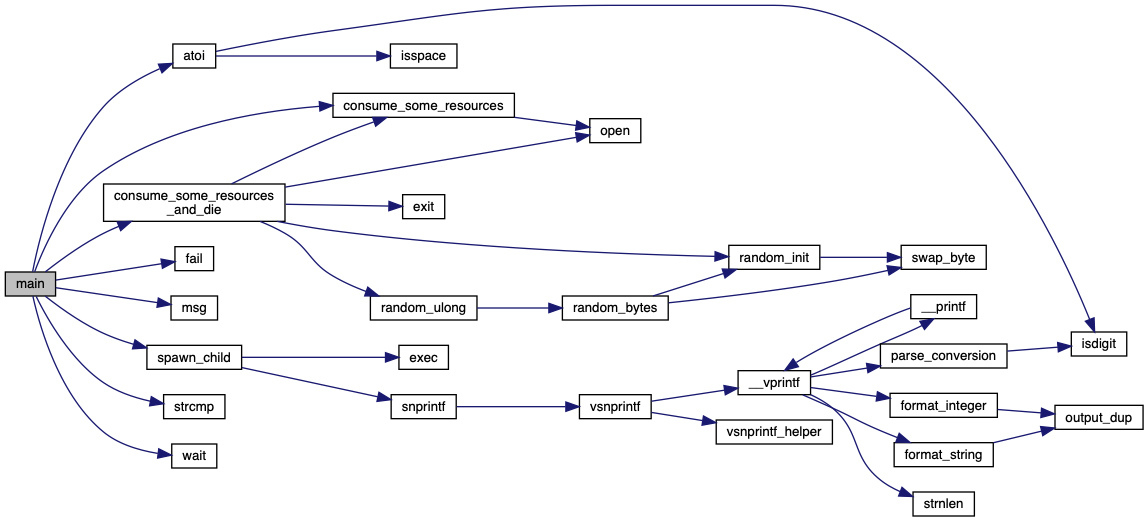 main
atoi
consume_some_resources
consume_some_resources
_and_die
fail
msg
spawn_child
strcmp
wait
isspace
open
exit
random_ulong
exec
snprintf
random_bytes
random_init
swap_byte
vsnprintf
__vprintf
vsnprintf_helper
__printf
parse_conversion
format_integer
format_string
strnlen
isdigit
output_dup